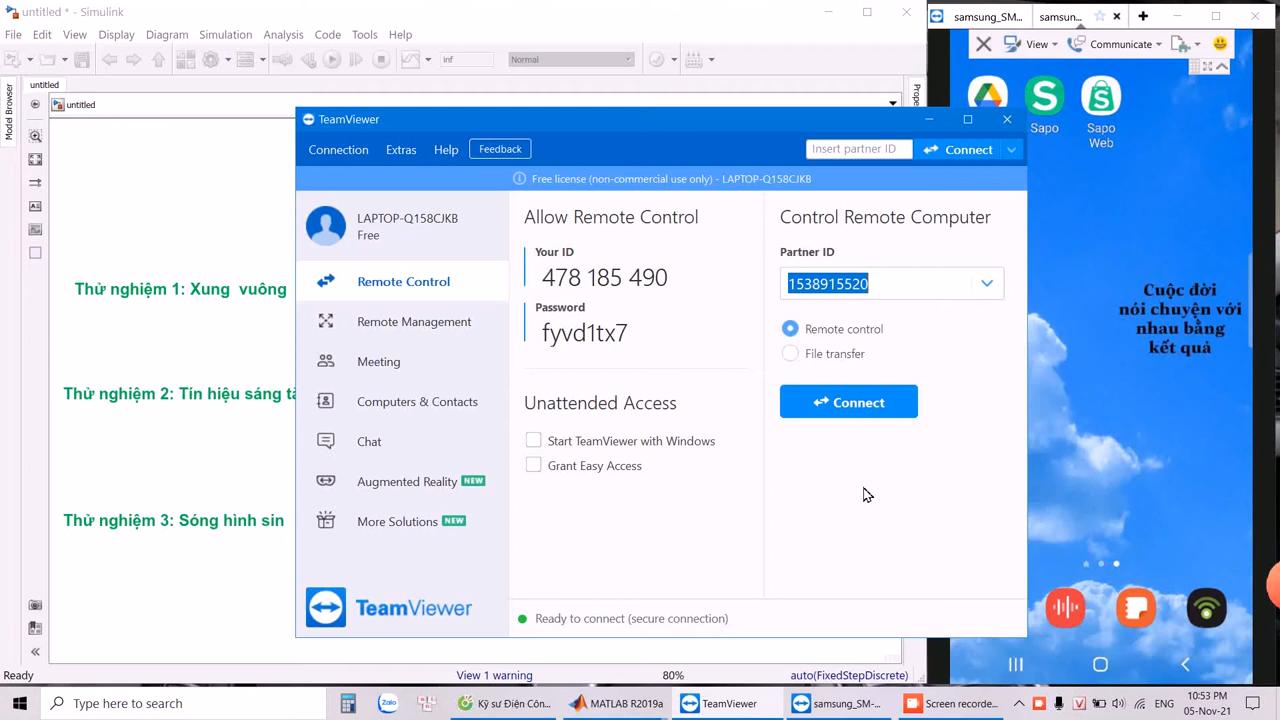 untitled * - Simulink
File Edit View Display Diagram Simulation Analysis Code Tools Help
inf
Normal
untitled
untitled
Model Browser
Thử nghiệm 1: Xung vuông
Thử nghiệm 2: Tín hiệu sáng
Thử nghiệm 3: Sóng hình sin
Ready
View 1 warning
80%
auto(FixedStepDiscrete)
TeamViewer
Connection Extras Help Feedback
Insert partner ID
Connect
Free license (non-commercial use only) - LAPTOP-Q158CJKB
LAPTOP-Q158CJKB
Free
Remote Control
Remote Management
Meeting
Computers & Contacts
Chat
Augmented Reality NEW
More Solutions NEW
TeamViewer
Allow Remote Control
Your ID
478 185 490
Password
fyvd1tx7
Unattended Access
Start TeamViewer with Windows
Grant Easy Access
Control Remote Computer
Partner ID
1538915520
Remote control
File transfer
Connect
Ready to connect (secure connection)
samsung_SM-...
samsun...
View
Communicate
S
S
Sapo
Sapo
Web
Cuộc đời
nói chuyện với
nhau bằng
kết quả
Type here to search
Zalo
Kỹ sư Điện Côn...
MATLAB R2019a
TeamViewer
samsung_SM-...
Screen recorde...
V
ENG
10:53 PM
05-Nov-21